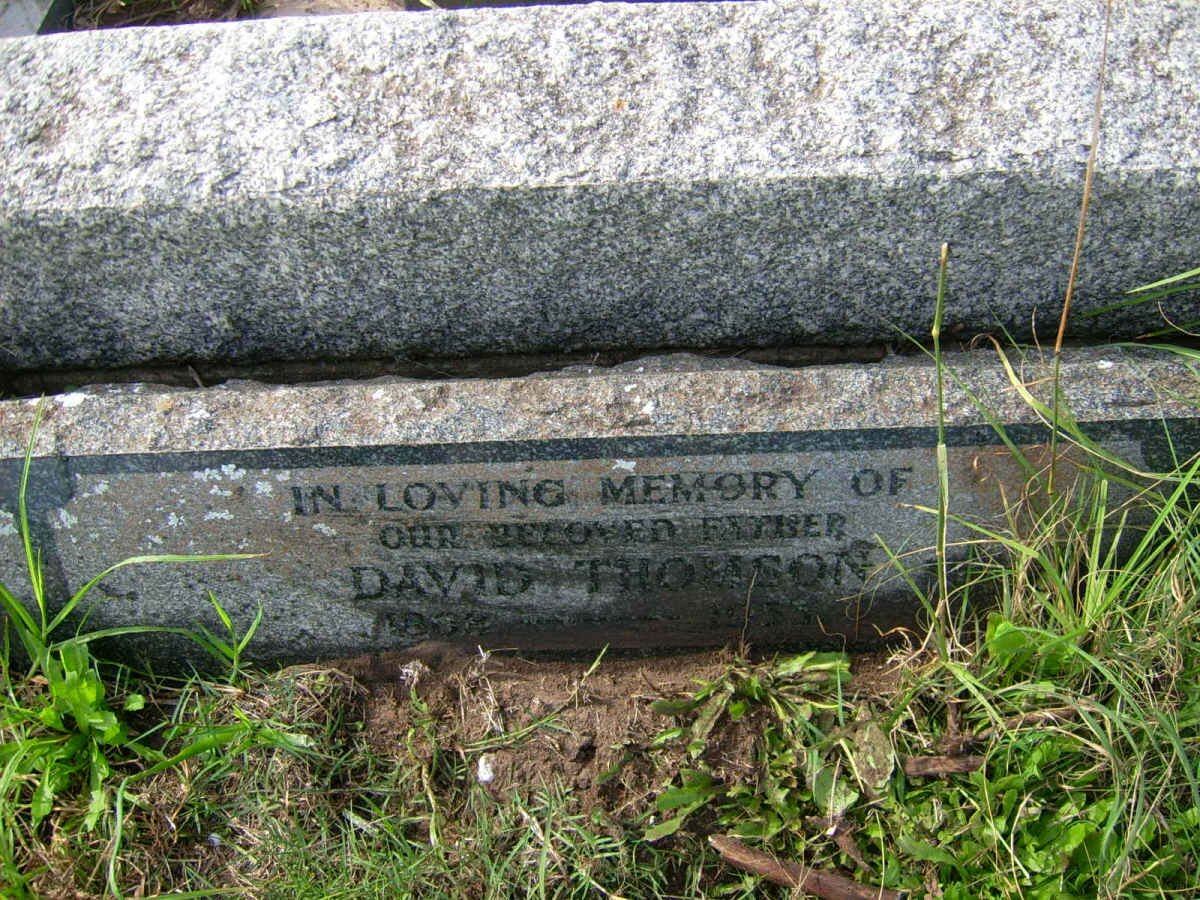 IN LOVING MEMORY OF
OUR BELOVED FATHER
DAVID THOMSON